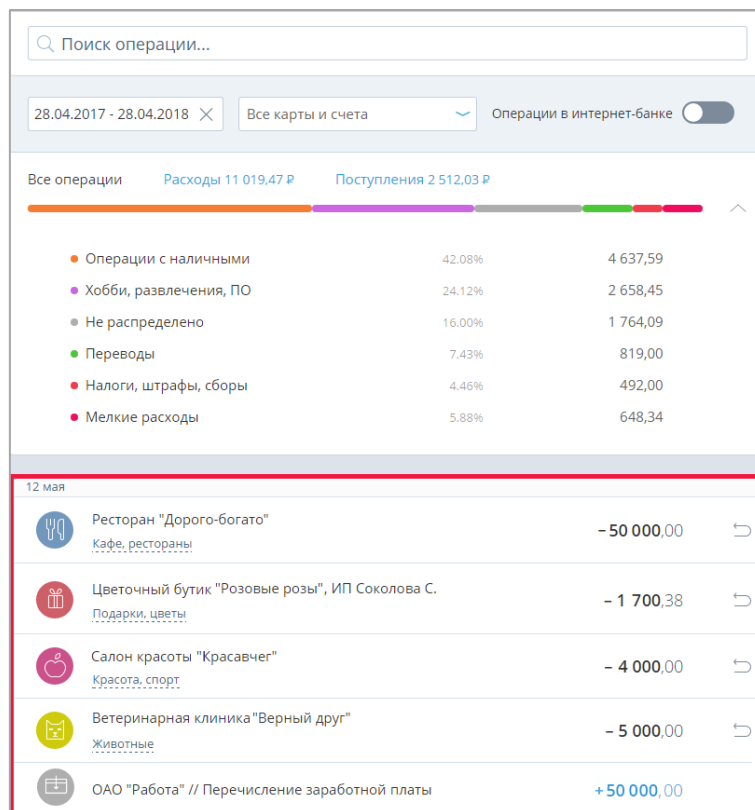 Поиск операции...
28.04.2017 - 28.04.2018 Все карты и счета Операции в интернет-банке
Все операции Расходы 11 019,47 ₽ Поступления 2 512,03 ₽
Операции с наличными 42.08% 4 637,59
Хобби, развлечения, ПО 24.12% 2 658,45
Не распределено 16.00% 1 764,09
Переводы 7.43% 819,00
Налоги, штрафы, сборы 4.46% 492,00
Мелкие расходы 5.88% 648,34
12 мая
Ресторан "Дорого-богато"
Кафе, рестораны
– 50 000,00
Цветочный бутик "Розовые розы", ИП Соколова С.
Подарки, цветы
– 1 700,38
Салон красоты "Красавчег"
Красота, спорт
– 4 000,00
Ветеринарная клиника "Верный друг"
Животные
– 5 000,00
ОАО "Работа" // Перечисление заработной платы +50 000,00